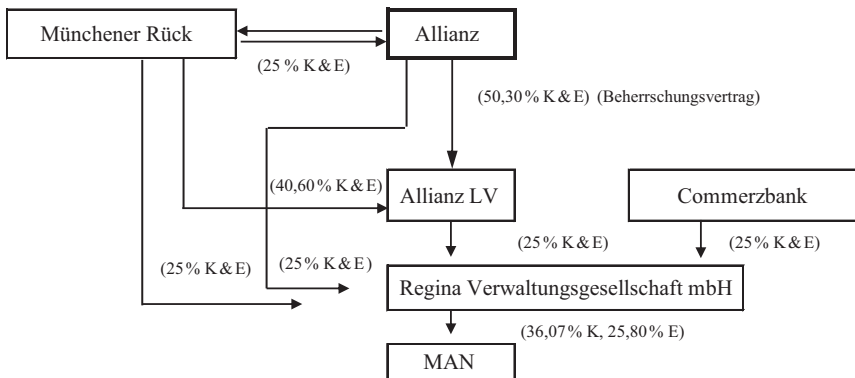 Münchener Rück
Allianz
(25 % K & E)
(50,30 % K & E) (Beherrschungsvertrag)
(40,60 % K & E)
Allianz LV
Commerzbank
(25 % K & E)
(25 % K & E)
(25 % K & E)
(25 % K & E)
Regina Verwaltungsgesellschaft mbH
(36,07 % K, 25,80 % E)
MAN